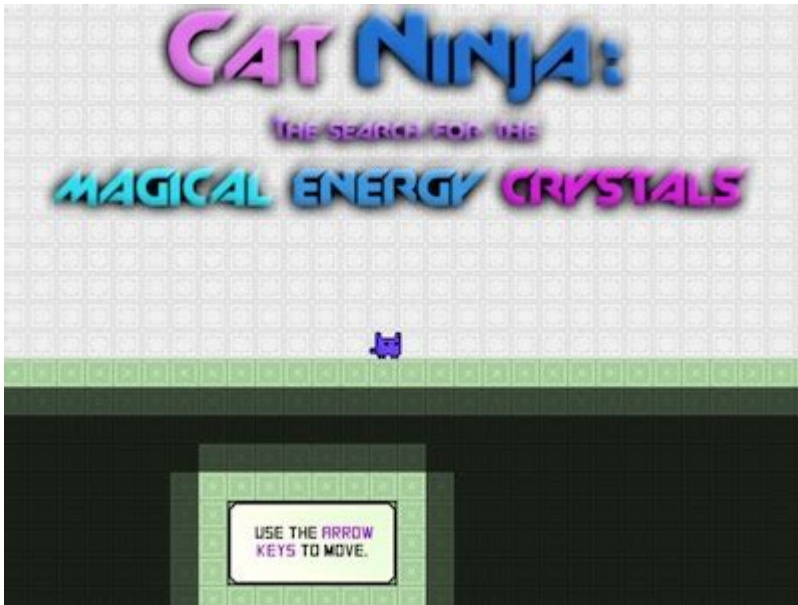 Cat Ninja:
The search for the
Magical Energy Crystals
USE THE ARROW
KEYS TO MOVE.